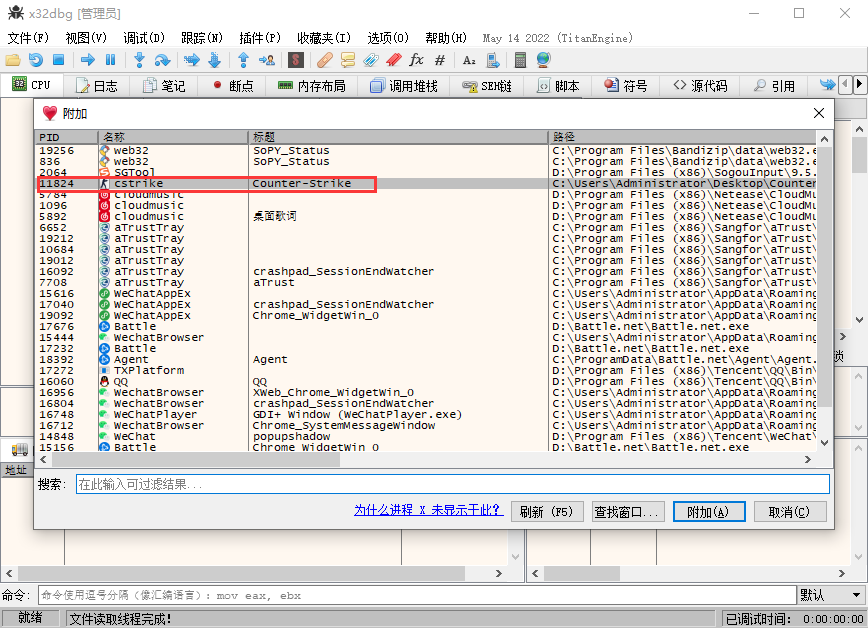 x32dbg [管理员]
文件(F) 视图(V) 调试(D) 跟踪(N) 插件(P) 收藏夹(I) 选项(O) 帮助(H) May 14 2022 (TitanEngine)
CPU 日志 笔记 断点 内存布局 调用堆栈 SEH链 脚本 符号 源代码 引用
附加
PID 名称 标题 路径
19256 web32 SoPY_Status C:\Program Files\Bandizip\data\web32.e
836 web32 SoPY_Status C:\Program Files\Bandizip\data\web32.e
2064 SGTool C:\Program Files (x86)\SogouInput\9.5.
11824 cstrike Counter-Strike C:\Users\Administrator\Desktop\Counter
5784 cloudmusic C:\Program Files (x86)\Netease\CloudMu
1096 cloudmusic C:\Program Files (x86)\Netease\CloudMu
5892 cloudmusic 桌面歌词 C:\Program Files (x86)\Netease\CloudMu
6652 aTrustTray C:\Program Files (x86)\Sangfor\aTrust\
19212 aTrustTray C:\Program Files (x86)\Sangfor\aTrust\
10684 aTrustTray C:\Program Files (x86)\Sangfor\aTrust\
19012 aTrustTray C:\Program Files (x86)\Sangfor\aTrust\
16092 aTrustTray crashpad_SessionEndWatcher C:\Program Files (x86)\Sangfor\aTrust\
7708 aTrustTray aTrust C:\Program Files (x86)\Sangfor\aTrust\
15616 WeChatAppEx C:\Users\Administrator\AppData\Roaming
17040 WeChatAppEx crashpad_SessionEndWatcher C:\Users\Administrator\AppData\Roaming
19092 WeChatAppEx Chrome_WidgetWin_0 C:\Users\Administrator\AppData\Roaming
17676 Battle D:\Battle.net\Battle.net.exe
15444 WechatBrowser C:\Users\Administrator\AppData\Roaming
17232 Battle D:\Battle.net\Battle.net.exe
18392 Agent Agent C:\ProgramData\Battle.net\Agent\Agent.
17272 TXPlatform C:\Program Files (x86)\Tencent\QQ\Bin\
16060 QQ QQ C:\Program Files (x86)\Tencent\QQ\Bin\
16956 WechatBrowser XWeb_Chrome_WidgetWin_0 C:\Users\Administrator\AppData\Roaming
16804 WechatBrowser crashpad_SessionEndWatcher C:\Users\Administrator\AppData\Roaming
16748 WeChatPlayer GDI+ Window (WeChatPlayer.exe) C:\Users\Administrator\AppData\Roaming
16712 WechatBrowser Chrome_SystemMessageWindow C:\Users\Administrator\AppData\Roaming
14848 WeChat popupshadow C:\Program Files (x86)\Tencent\WeChat\
15156 Battle Chrome_WidgetWin_0 D:\Battle.net\Battle.net.exe
地址
搜索: 在此输入可过滤结果...
为什么进程 X 未显示于此? 刷新 (F5) 查找窗口... 附加(A) 取消(C)
命令: 命令使用逗号分隔（像汇编语言）: mov eax, ebx 默认
就绪 文件读取线程完成! 已调试时间: 0:00:00:00